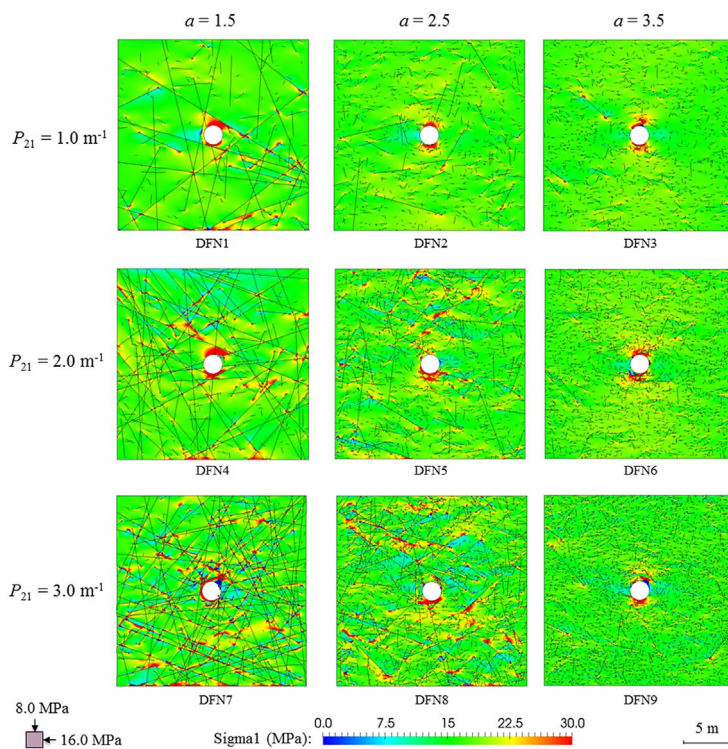 a = 1.5 a = 2.5 a = 3.5
P21 = 1.0 m-1
DFN1 DFN2 DFN3
P21 = 2.0 m-1
DFN4 DFN5 DFN6
P21 = 3.0 m-1
DFN7 DFN8 DFN9
8.0 MPa
16.0 MPa
Sigma1 (MPa): 0.0 7.5 15 22.5 30.0
5 m